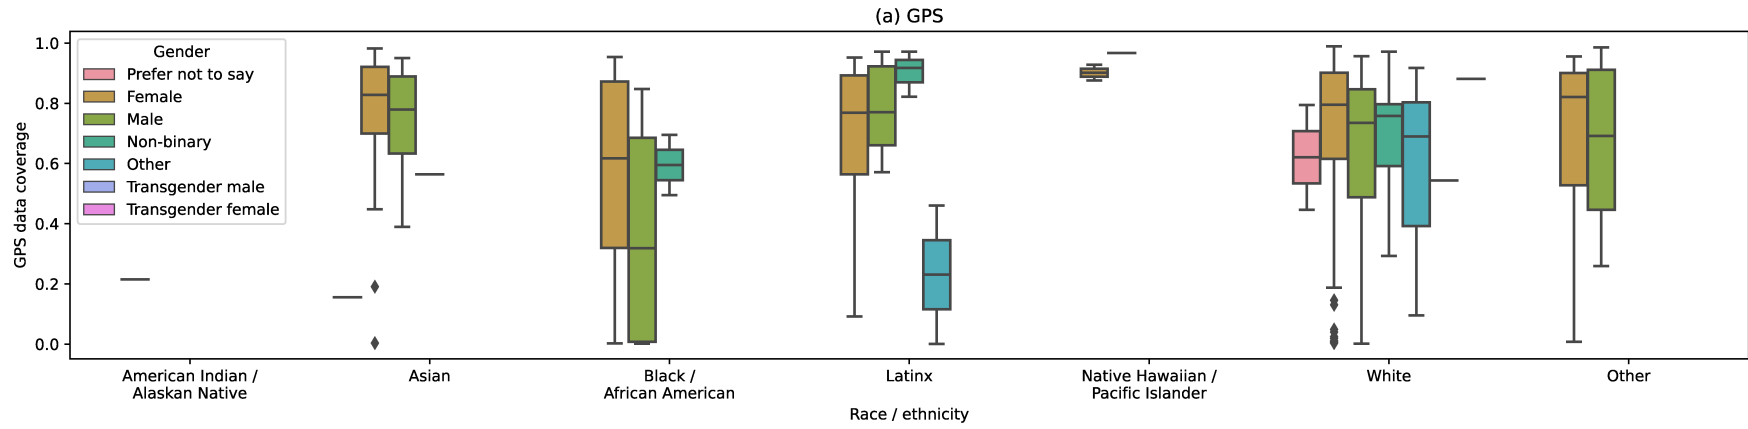 (a) GPS
1.0
0.8
0.6
0.4
0.2
0.0
GPS data coverage
Gender
Prefer not to say
Female
Male
Non-binary
Other
Transgender male
Transgender female
American Indian /
Alaskan Native
Asian
Black /
African American
Latinx
Native Hawaiian /
Pacific Islander
White
Other
Race / ethnicity